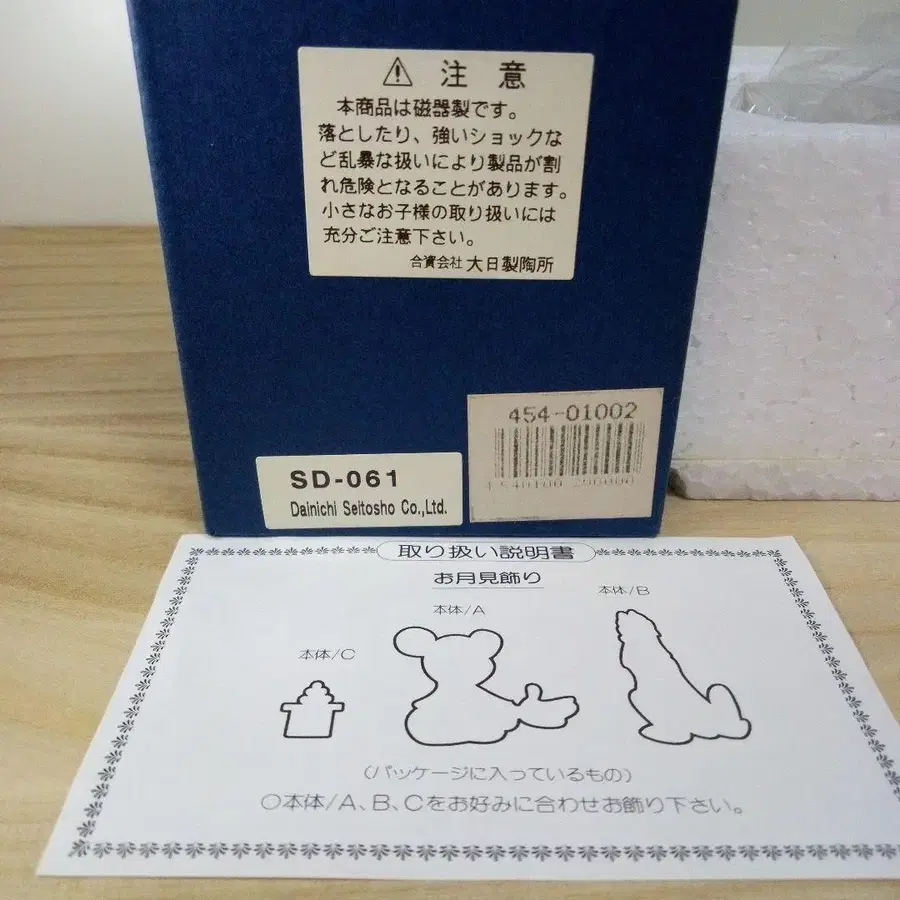 ⚠ 注意
本商品は磁器製です。
落としたり、強いショックな
ど乱暴な扱いにより製品が割
れ危険となることがあります。
小さなお子様の取り扱いには
充分ご注意下さい。
合資会社 大日製陶所
454-01002
SD-061
Dainichi Seitosho Co.,Ltd.
取り扱い説明書
お月見飾り
本体/C
本体/A
本体/B
(パッケージに入っているもの)
○本体/A、B、Cをお好みに合わせお飾り下さい。